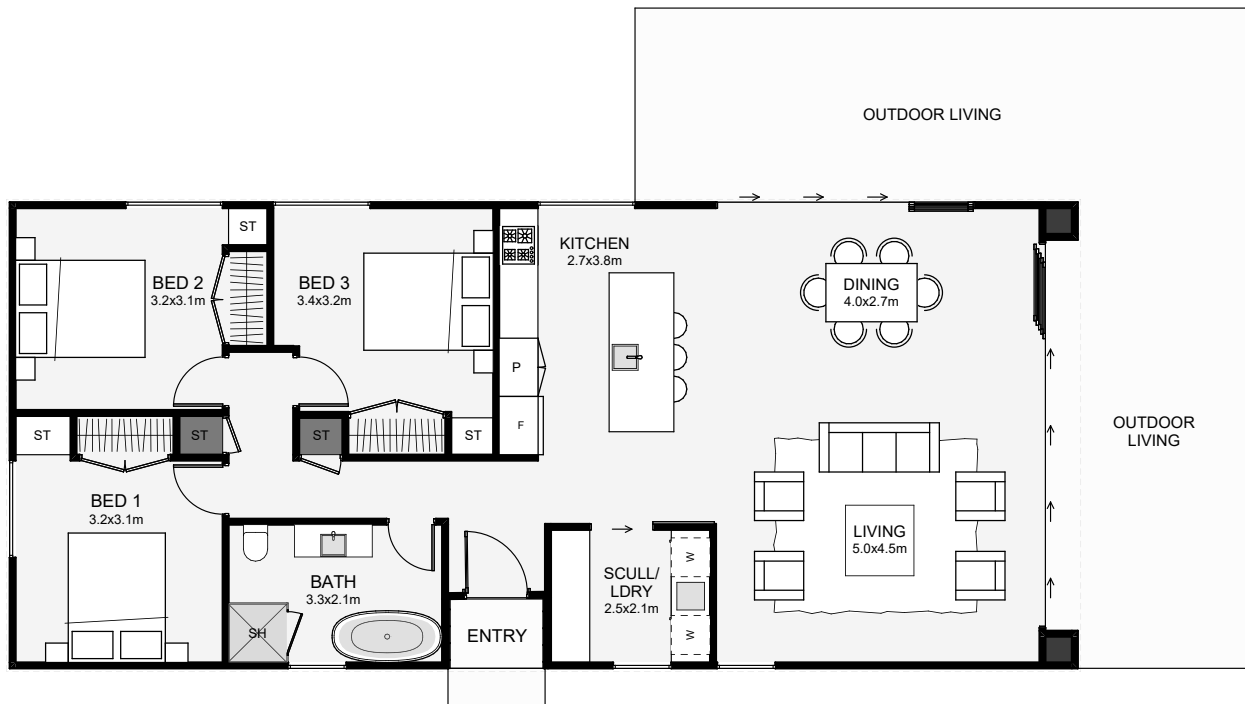 OUTDOOR LIVING
ST
BED 2
3.2x3.1m
BED 3
3.4x3.2m
KITCHEN
2.7x3.8m
DINING
4.0x2.7m
P
F
ST
ST
ST
ST
OUTDOOR
LIVING
BED 1
3.2x3.1m
BATH
3.3x2.1m
SH
ENTRY
SCULL/
LDRY
2.5x2.1m
W
W
LIVING
5.0x4.5m